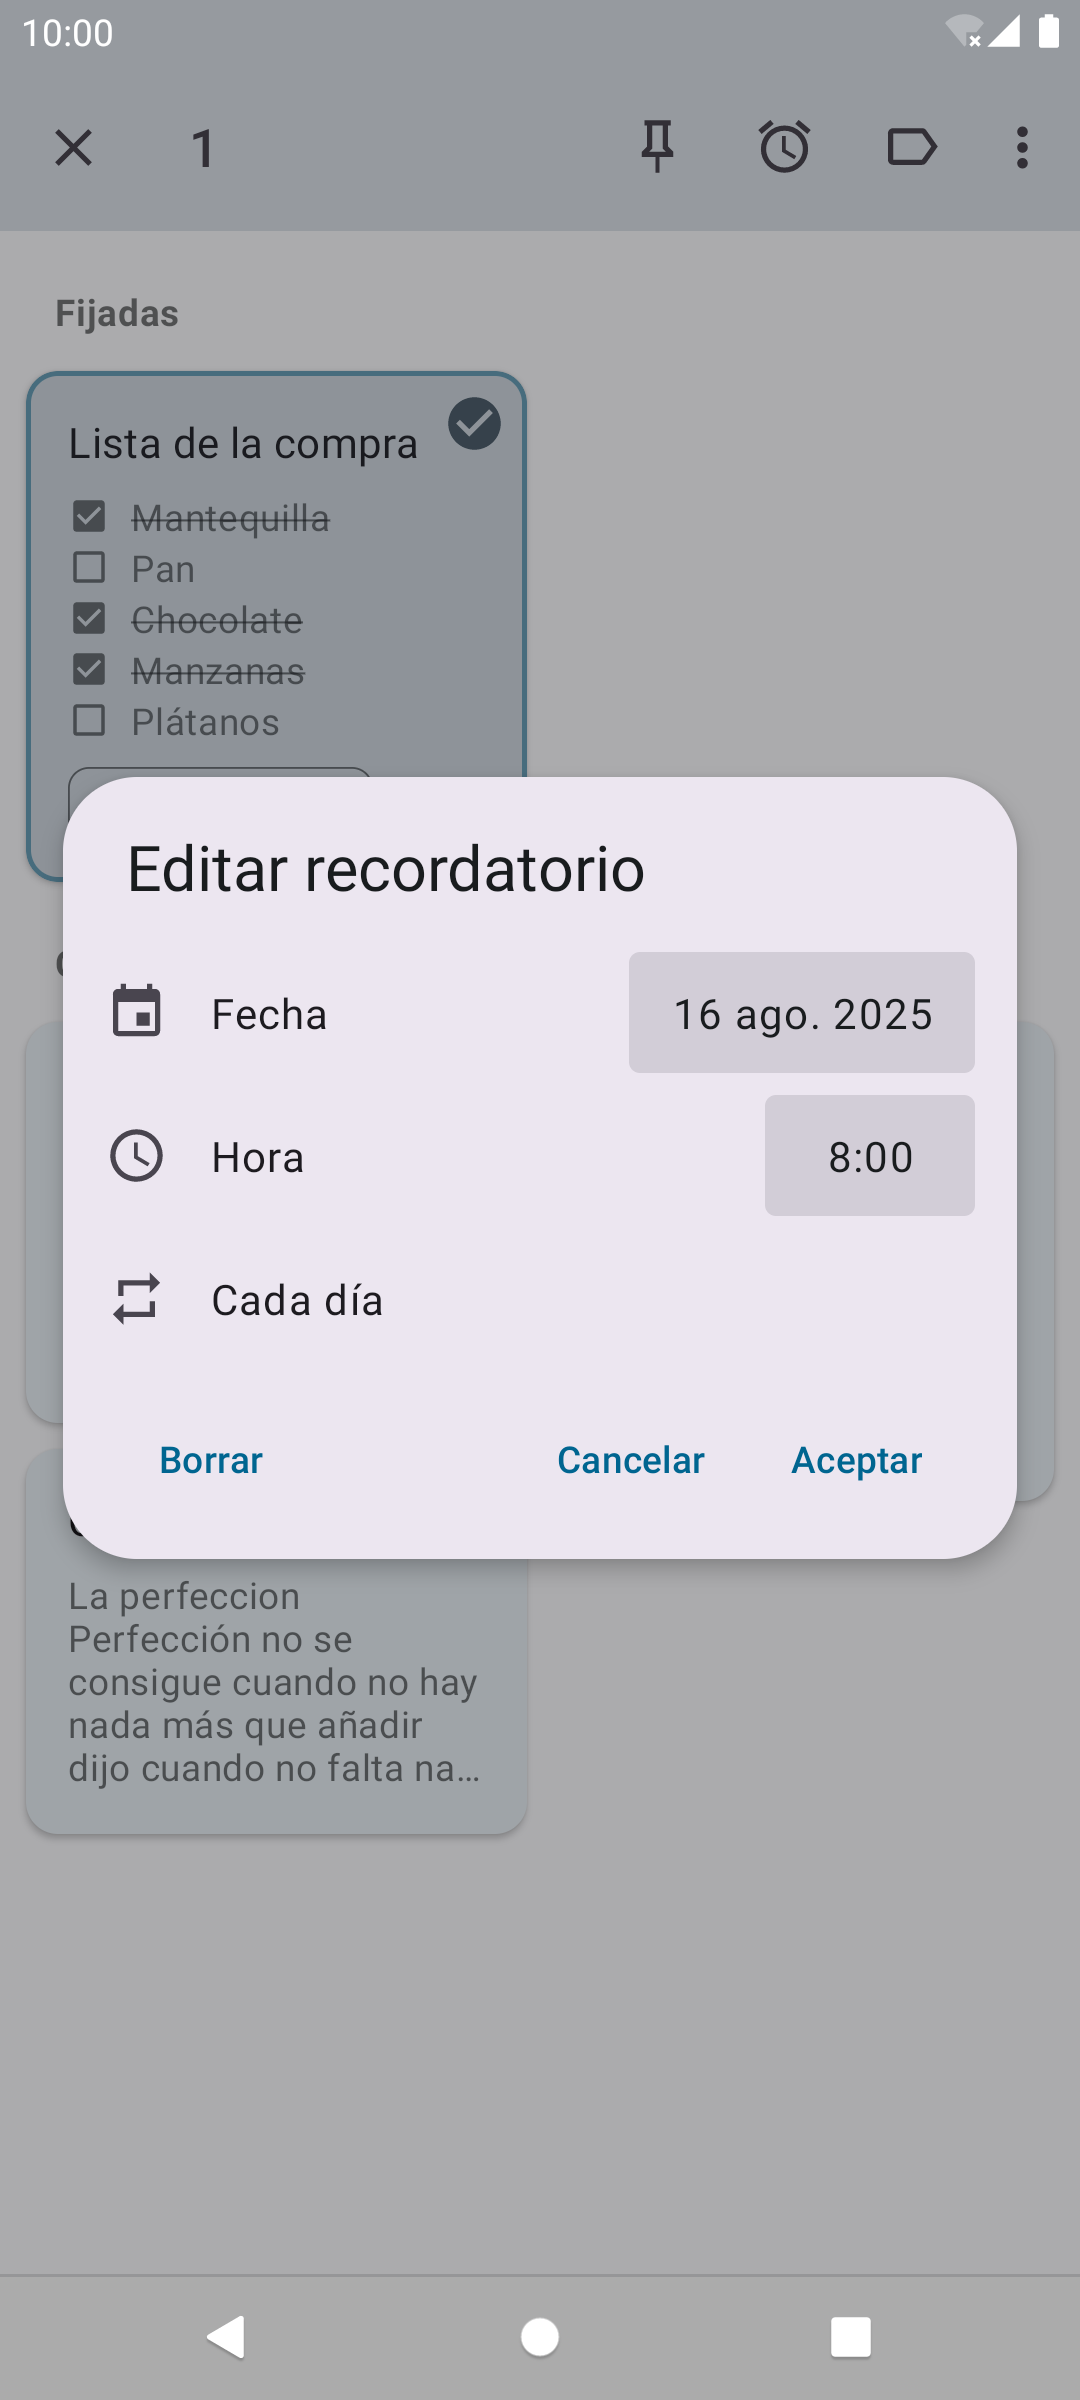 10:00
1
Fijadas
Lista de la compra
Mantequilla
Pan
Chocolate
Manzanas
Plátanos
Editar recordatorio
Fecha
16 ago. 2025
Hora
8:00
Cada día
Borrar
Cancelar
Aceptar
La perfeccion
Perfección no se
consigue cuando no hay
nada más que añadir
dijo cuando no falta na…